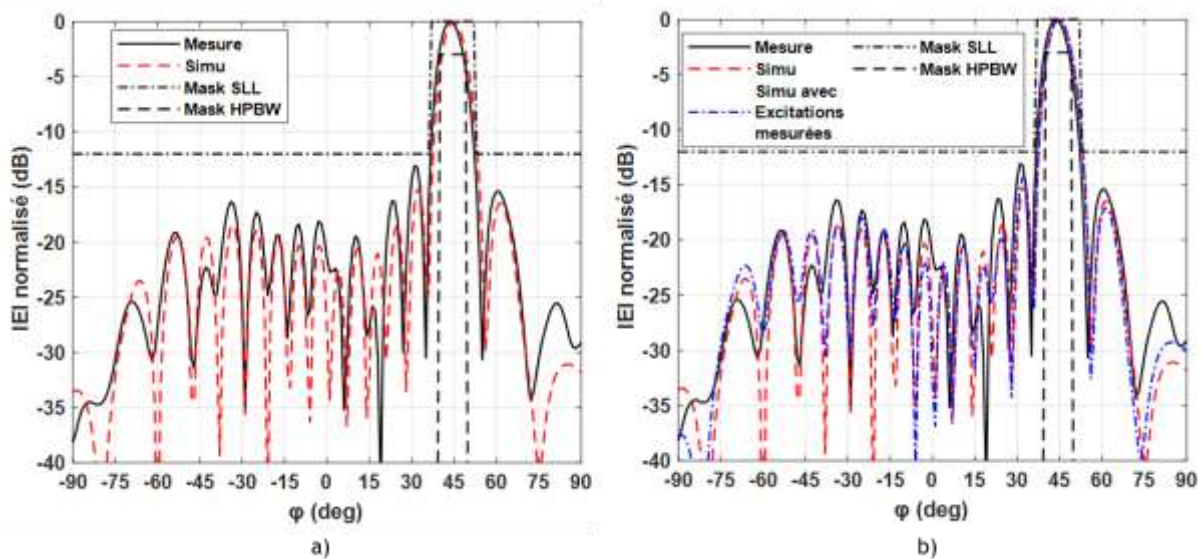 0
-5
-10
-15
-20
-25
-30
-35
-40
IEI normalisé (dB)
Mesure
Simu
Mask SLL
Mask HPBW
-90 -75 -60 -45 -30 -15 0 15 30 45 60 75 90
φ (deg)
a)
0
-5
-10
-15
-20
-25
-30
-35
-40
IEI normalisé (dB)
Mesure
Simu
Simu avec
Excitations
mesurées
Mask SLL
Mask HPBW
-90 -75 -60 -45 -30 -15 0 15 30 45 60 75 90
φ (deg)
b)